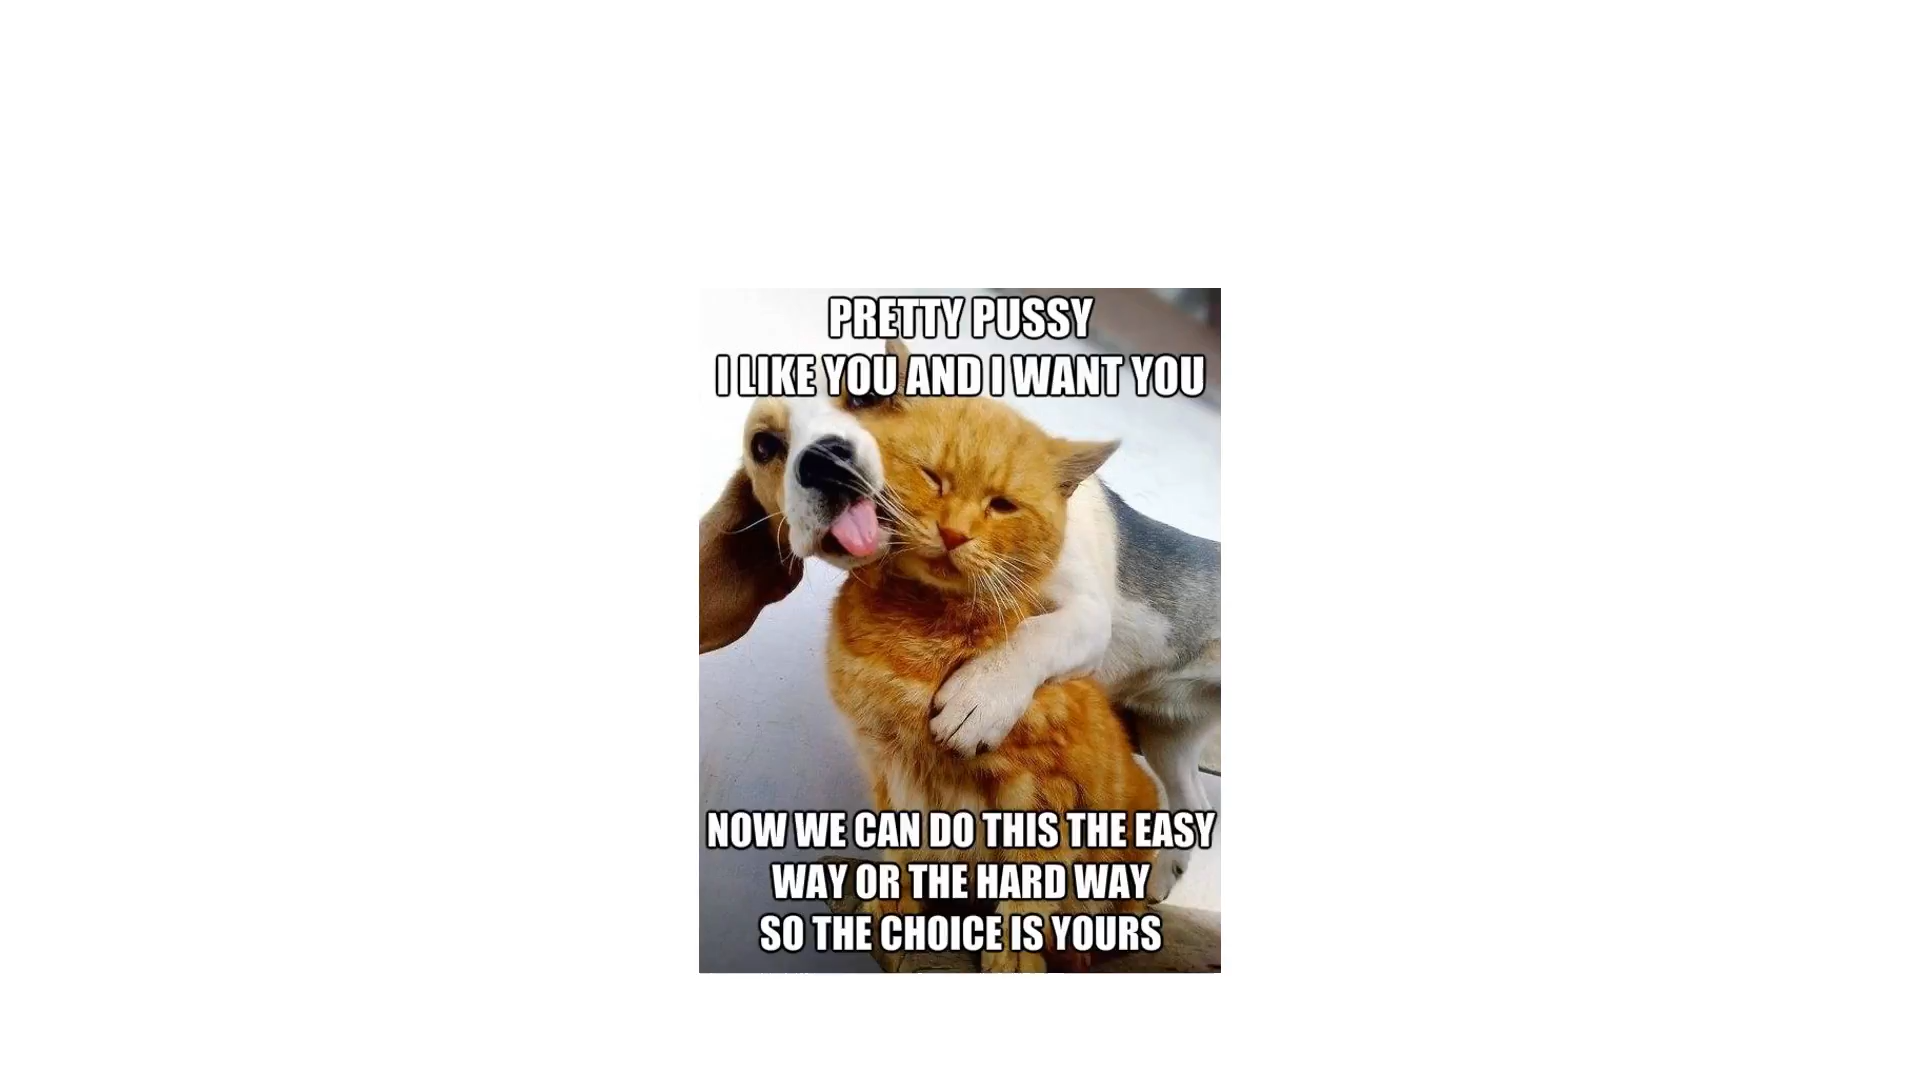 PRETTY PUSSY
I LIKE YOU AND I WANT YOU
NOW WE CAN DO THIS THE EASY
WAY OR THE HARD WAY
SO THE CHOICE IS YOURS